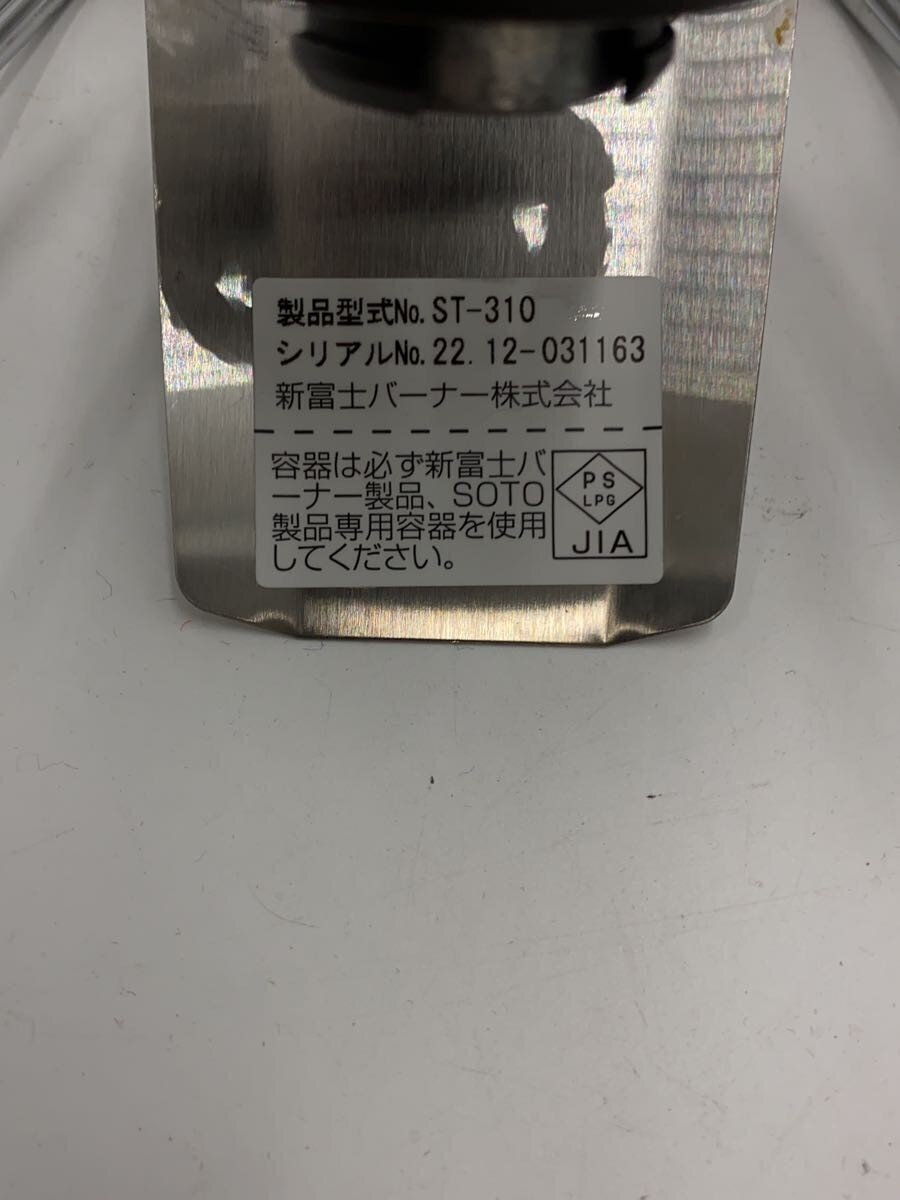 製品型式No. ST-310
シリアルNo. 22. 12-031163
新富士バーナー株式会社
容器は必ず新富士バ
ーナー製品、SOTO
製品専用容器を使用
してください。
PS
LPG
JIA